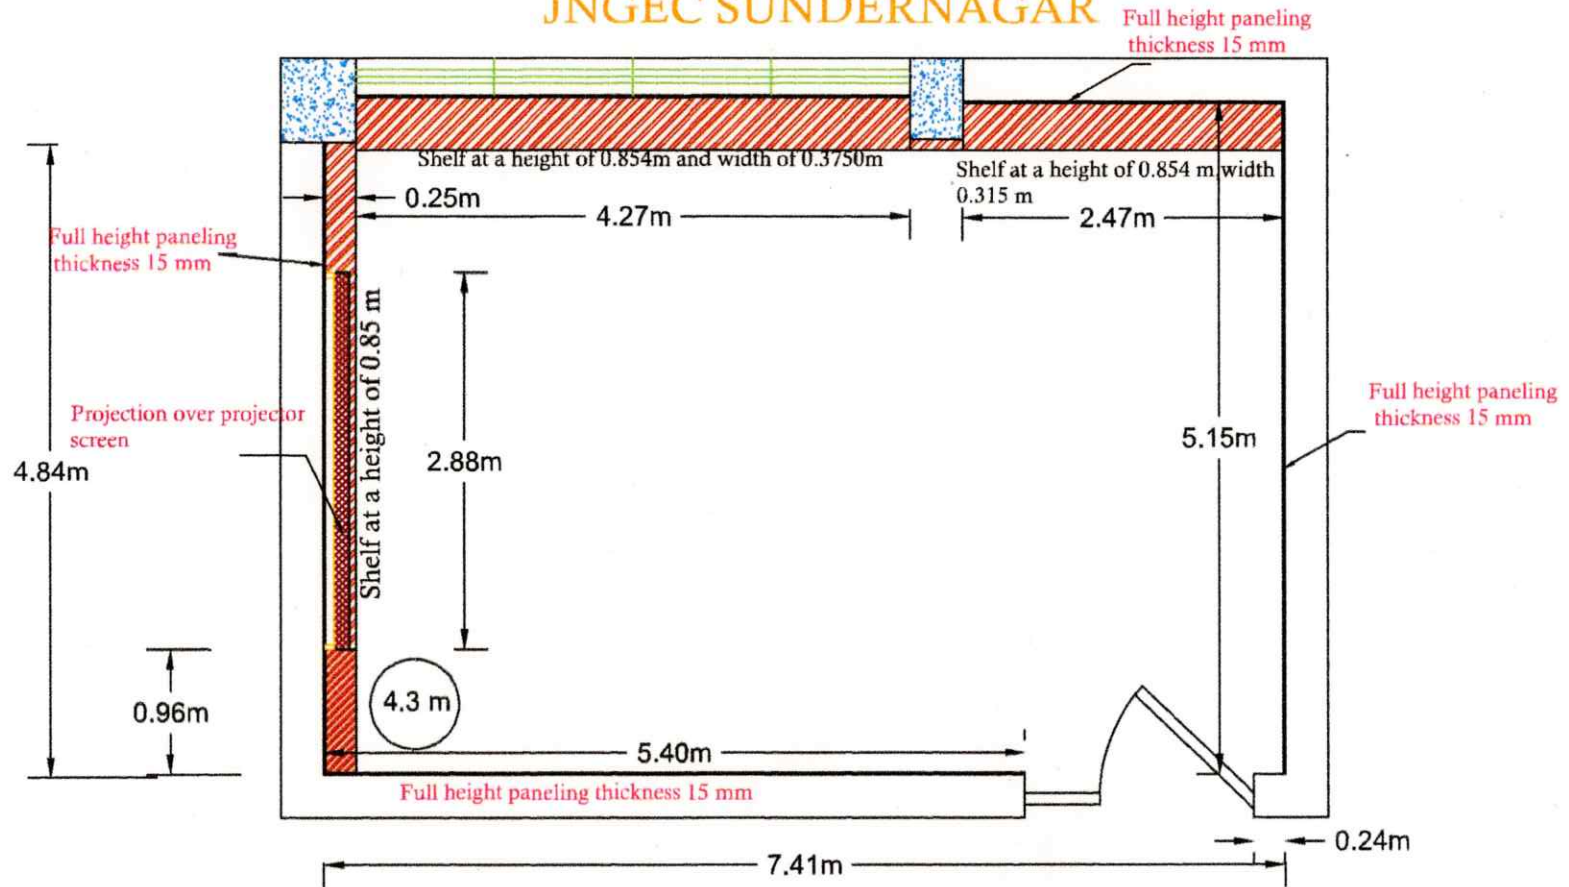 JNGEC SUNDERNAGAR
Full height paneling
thickness 15 mm
Shelf at a height of 0.854m and width of 0.3750m
Shelf at a height of 0.854 m width
0.315 m
0.25m
4.27m
2.47m
Full height paneling
thickness 15 mm
Shelf at a height of 0.85 m
2.88m
Projection over projector
screen
4.84m
5.15m
Full height paneling
thickness 15 mm
0.96m
4.3 m
5.40m
Full height paneling thickness 15 mm
0.24m
7.41m